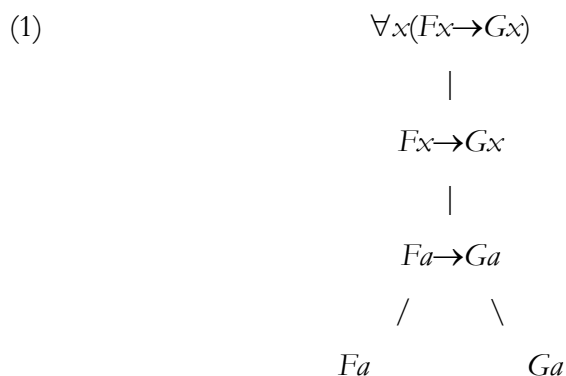 (1) ∀x(Fx→Gx)
|
Fx→Gx
|
Fa→Ga
/ \
Fa Ga